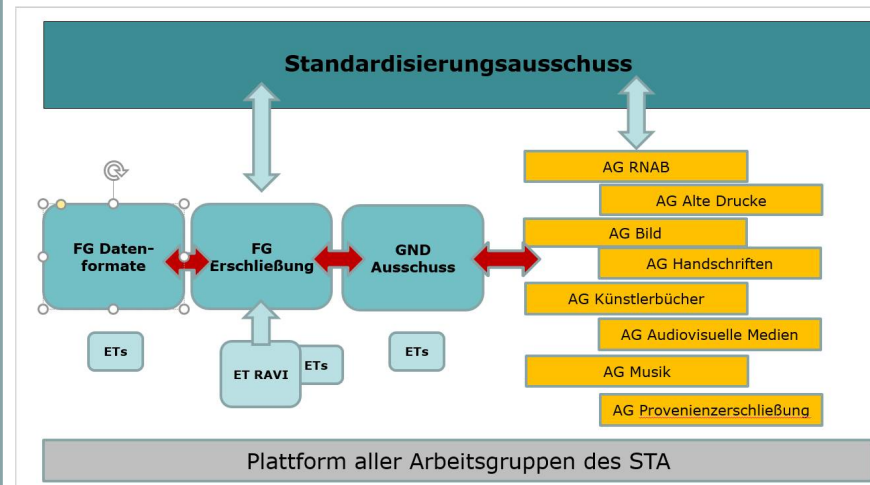 Standardisierungsausschuss
AG RNAB
AG Alte Drucke
FG Daten-
formate
FG
Erschließung
GND
Ausschuss
AG Bild
AG Handschriften
AG Künstlerbücher
AG Audiovisuelle Medien
AG Musik
AG Provenienzerschließung
ETs
ET RAVI
ETs
ETs
Plattform aller Arbeitsgruppen des STA